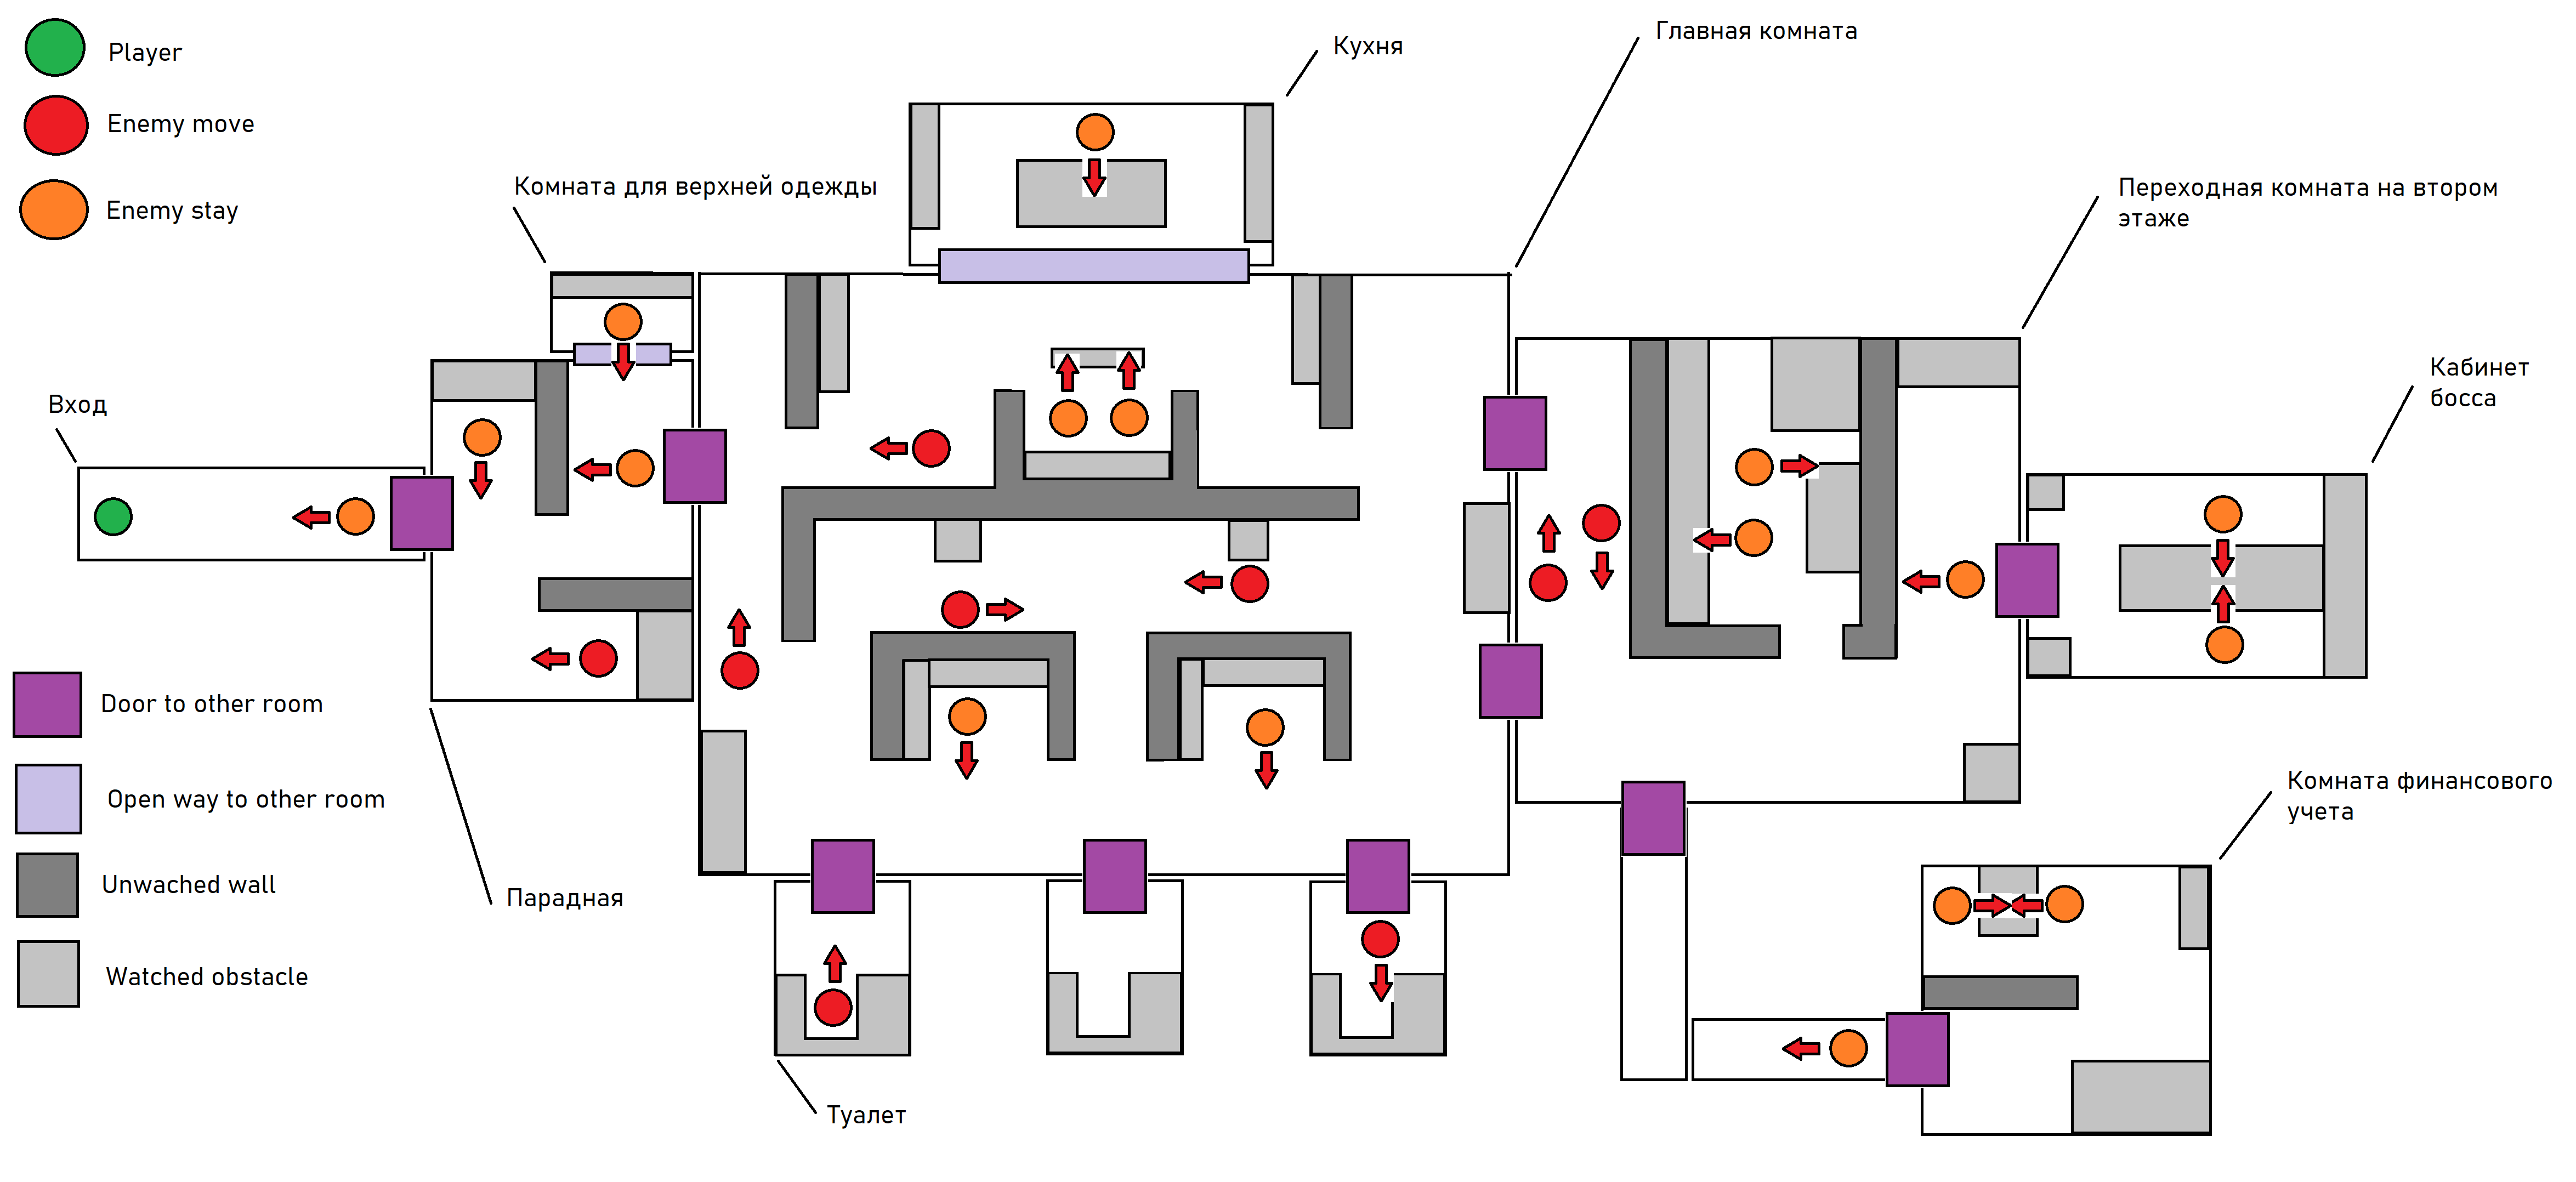 Player
Enemy move
Enemy stay
Кухня
Главная комната
Комната для верхней одежды
Переходная комната на втором
этаже
Вход
Кабинет
босса
Door to other room
Open way to other room
Unwached wall
Watched obstacle
Парадная
Туалет
Комната финансового
учета